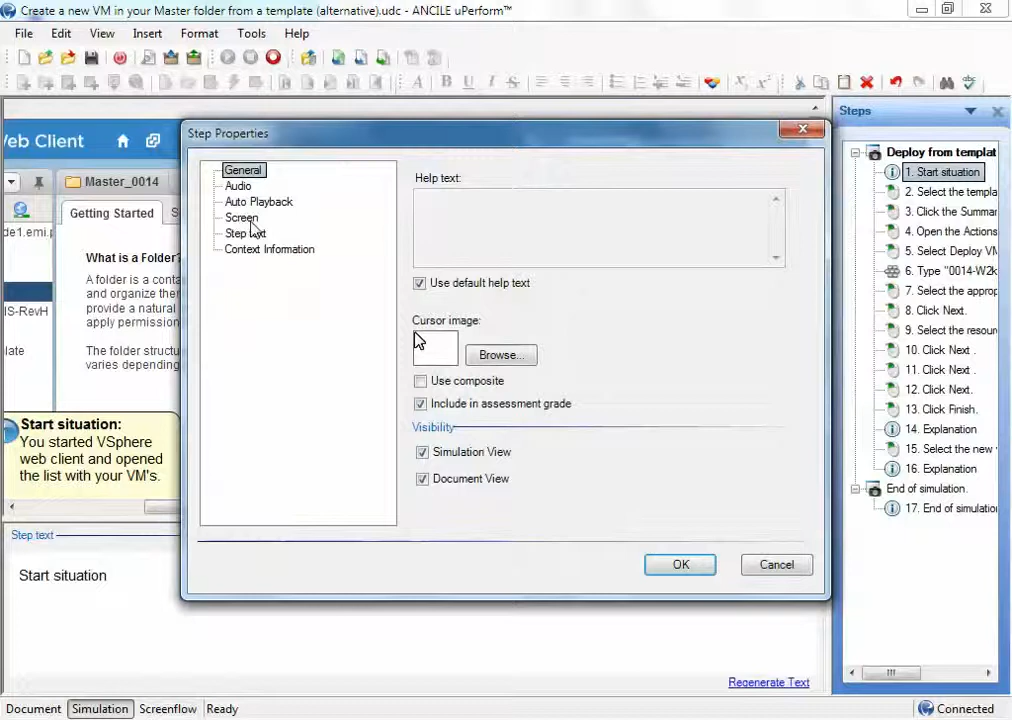 Create a new VM in your Master folder from a template (alternative).udc - ANCILE uPerform™
File Edit View Insert Format Tools Help
A B U I S
X₂ X²
eb Client
Master_0014
Getting Started
de1.emi.p
What is a Folder?
A folder is a conta
and organize them
provide a natural
apply permission
IS-RevH
The folder structu
varies depending
late
Start situation:
You started VSphere
web client and opened
the list with your VM's.
Step text
Start situation
Regenerate Text
Step Properties
General
Audio
Auto Playback
Screen
Step text
Context Information
Help text:
Use default help text
Cursor image:
Browse...
Use composite
Include in assessment grade
Visibility
Simulation View
Document View
OK
Cancel
Steps
Deploy from templat
1. Start situation
2. Select the templa
3. Click the Summar
4. Open the Actions
5. Select Deploy VM
6. Type "0014-W2k
7. Select the approp
8. Click Next.
9. Select the resour
10. Click Next .
11. Click Next .
12. Click Next.
13. Click Finish.
14. Explanation
15. Select the new
16. Explanation
End of simulation.
17. End of simulatio
Document Simulation Screenflow Ready
Connected